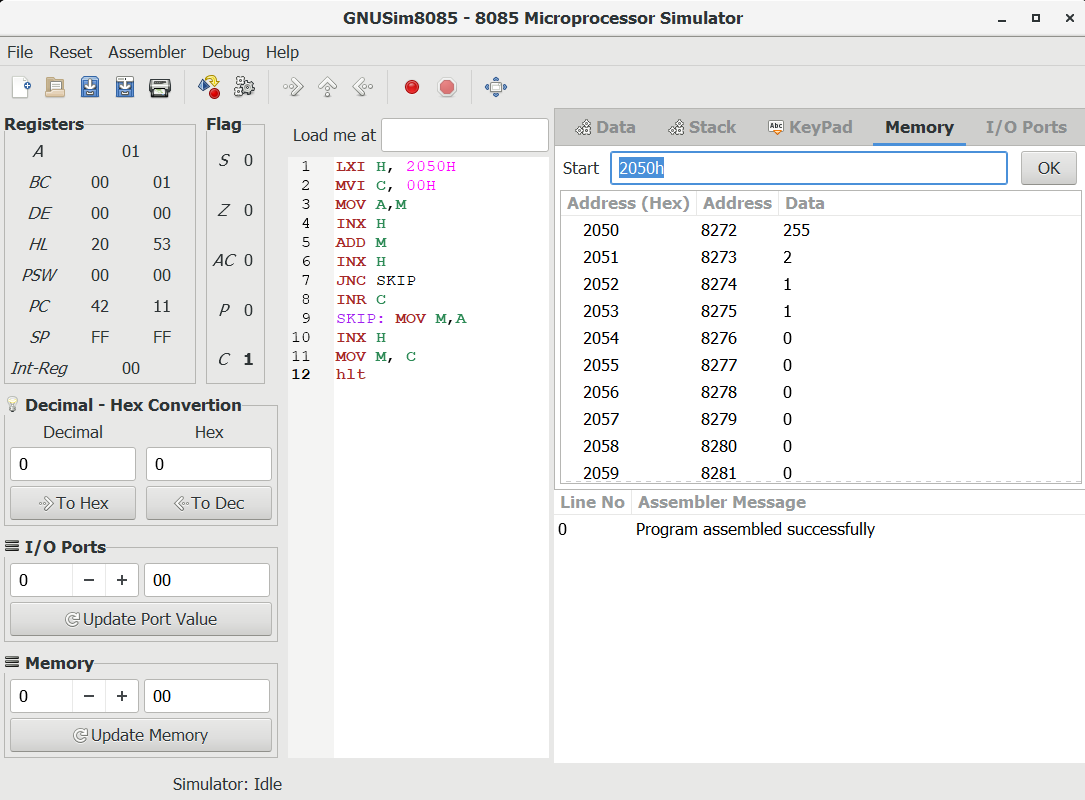 GNUSim8085 - 8085 Microprocessor Simulator
File Reset Assembler Debug Help
Registers
A 01
BC 00 01
DE 00 00
HL 20 53
PSW 00 00
PC 42 11
SP FF FF
Int-Reg 00
Flag
S 0
Z 0
AC 0
P 0
C 1
Decimal - Hex Convertion
Decimal Hex
0 0
To Hex To Dec
I/O Ports
0 − + 00
Update Port Value
Memory
0 − + 00
Update Memory
Load me at
1 LXI H, 2050H
2 MVI C, 00H
3 MOV A,M
4 INX H
5 ADD M
6 INX H
7 JNC SKIP
8 INR C
9 SKIP: MOV M,A
10 INX H
11 MOV M, C
12 hlt
Data Stack Abc KeyPad Memory I/O Ports
Start 2050h OK
Address (Hex) Address Data
2050 8272 255
2051 8273 2
2052 8274 1
2053 8275 1
2054 8276 0
2055 8277 0
2056 8278 0
2057 8279 0
2058 8280 0
2059 8281 0
Line No Assembler Message
0 Program assembled successfully
Simulator: Idle